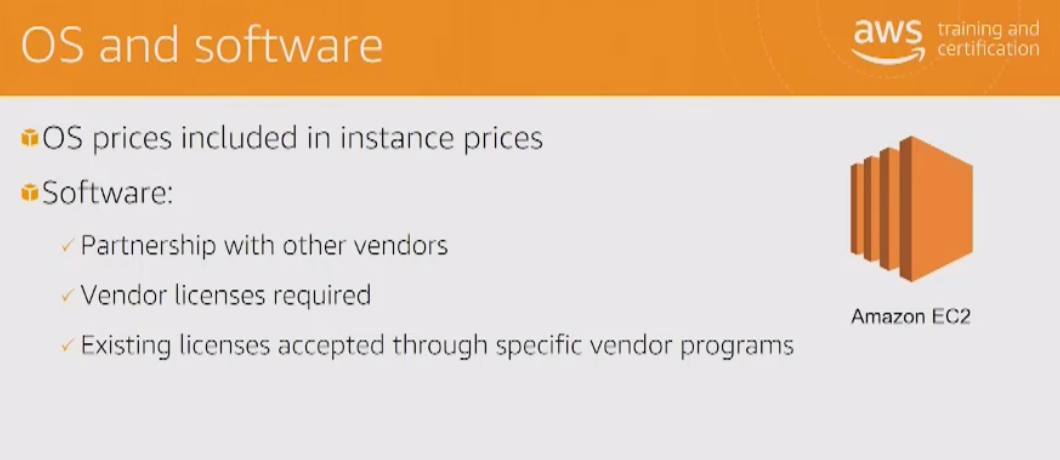 OS and software
aws training and
certification
OS prices included in instance prices
Software:
Partnership with other vendors
Vendor licenses required
Existing licenses accepted through specific vendor programs
Amazon EC2